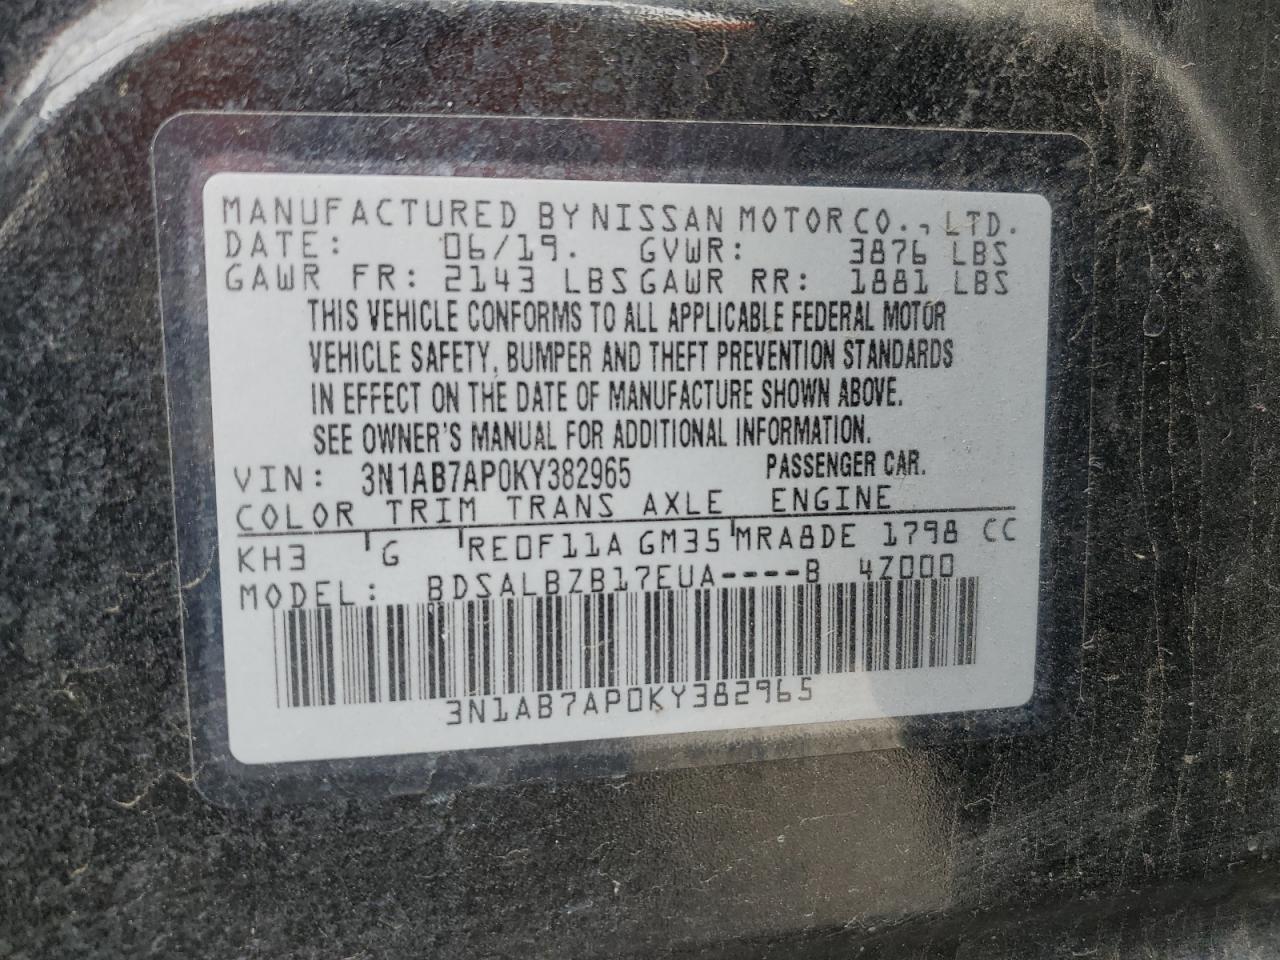 MANUFACTURED BY NISSAN MOTOR CO., LTD.
DATE: 06/19. GVWR: 3876 LBS
GAWR FR: 2143 LBS GAWR RR: 1881 LBS
THIS VEHICLE CONFORMS TO ALL APPLICABLE FEDERAL MOTOR
VEHICLE SAFETY, BUMPER AND THEFT PREVENTION STANDARDS
IN EFFECT ON THE DATE OF MANUFACTURE SHOWN ABOVE.
SEE OWNER'S MANUAL FOR ADDITIONAL INFORMATION.
VIN: 3N1AB7AP0KY382965 PASSENGER CAR.
COLOR TRIM TRANS AXLE ENGINE
KH3 G RE0F11A GM35 MRA8DE 1798 CC
MODEL: BDSALBZB17EUA----B 4Z000
3N1AB7AP0KY382965